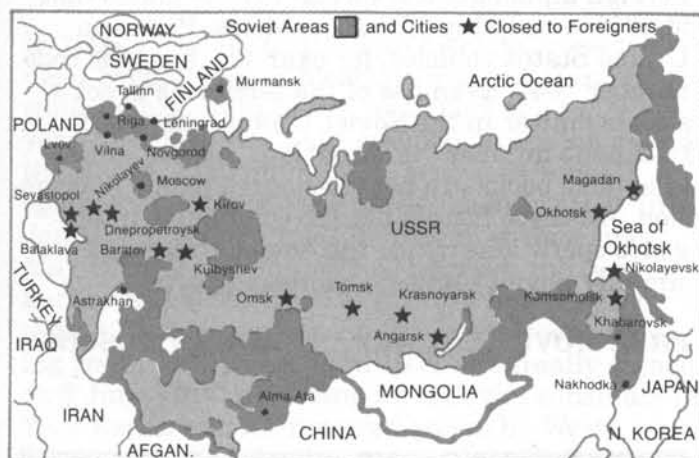 Soviet Areas and Cities ★ Closed to Foreigners
NORWAY
SWEDEN
FINLAND
Murmansk
Arctic Ocean
Tallinn
POLAND
Riga
Leningrad
Lvov
Vilna
Novgorod
Nikolayev
Moscow
Magadan
Sevastopol
Kirov
USSR
Okhotsk
Sea of
Okhotsk
Dnepropetroysk
Balaklava
Baratov
Kuibyshev
Nikolayevsk
TURKEY
Astrakhan
Omsk
Tomsk
Krasnoyarsk
Komsomolsk
Angarsk
Khabarovsk
IRAQ
MONGOLIA
Nakhodka
JAPAN
Alma Ata
IRAN
CHINA
AFGAN.
N. KOREA